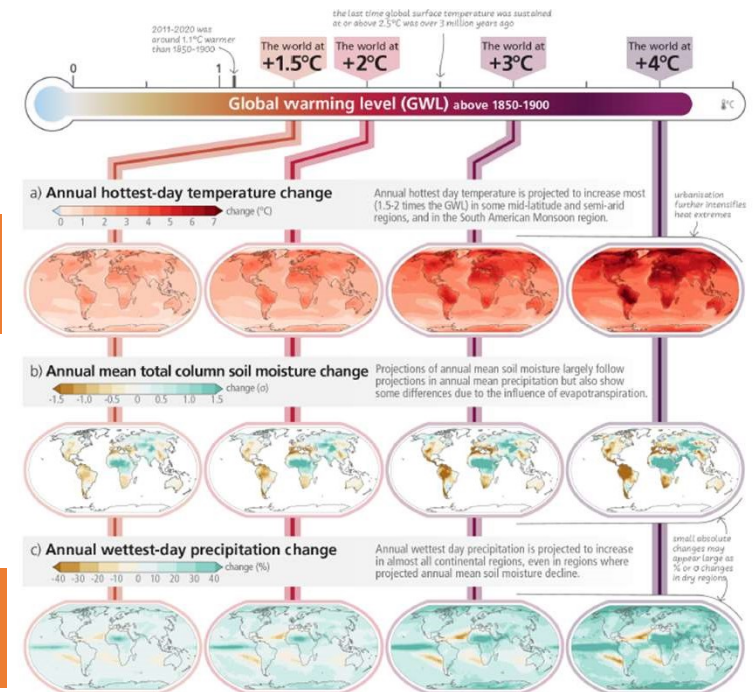 the last time global surface temperature was sustained
at or above 2.5°C was over 3 million years ago
2011-2020 was
around 1.1°C warmer
than 1850-1900
The world at
+1.5°C
The world at
+2°C
The world at
+3°C
The world at
+4°C
0
1
Global warming level (GWL) above 1850-1900
°C
a) Annual hottest-day temperature change
0 1 2 3 4 5 6 7
change (°C)
Annual hottest day temperature is projected to increase most
(1.5-2 times the GWL) in some mid-latitude and semi-arid
regions, and in the South American Monsoon region.
urbanisation
further intensifies
heat extremes
b) Annual mean total column soil moisture change
-1.5 -1.0 -0.5 0 0.5 1.0 1.5
change (σ)
Projections of annual mean soil moisture largely follow
projections in annual mean precipitation but also show
some differences due to the influence of evapotranspiration.
c) Annual wettest-day precipitation change
-40 -30 -20 -10 0 10 20 30 40
change (%)
Annual wettest day precipitation is projected to increase
in almost all continental regions, even in regions where
projected annual mean soil moisture decline.
small absolute
changes may
appear large as
% or σ changes
in dry regions